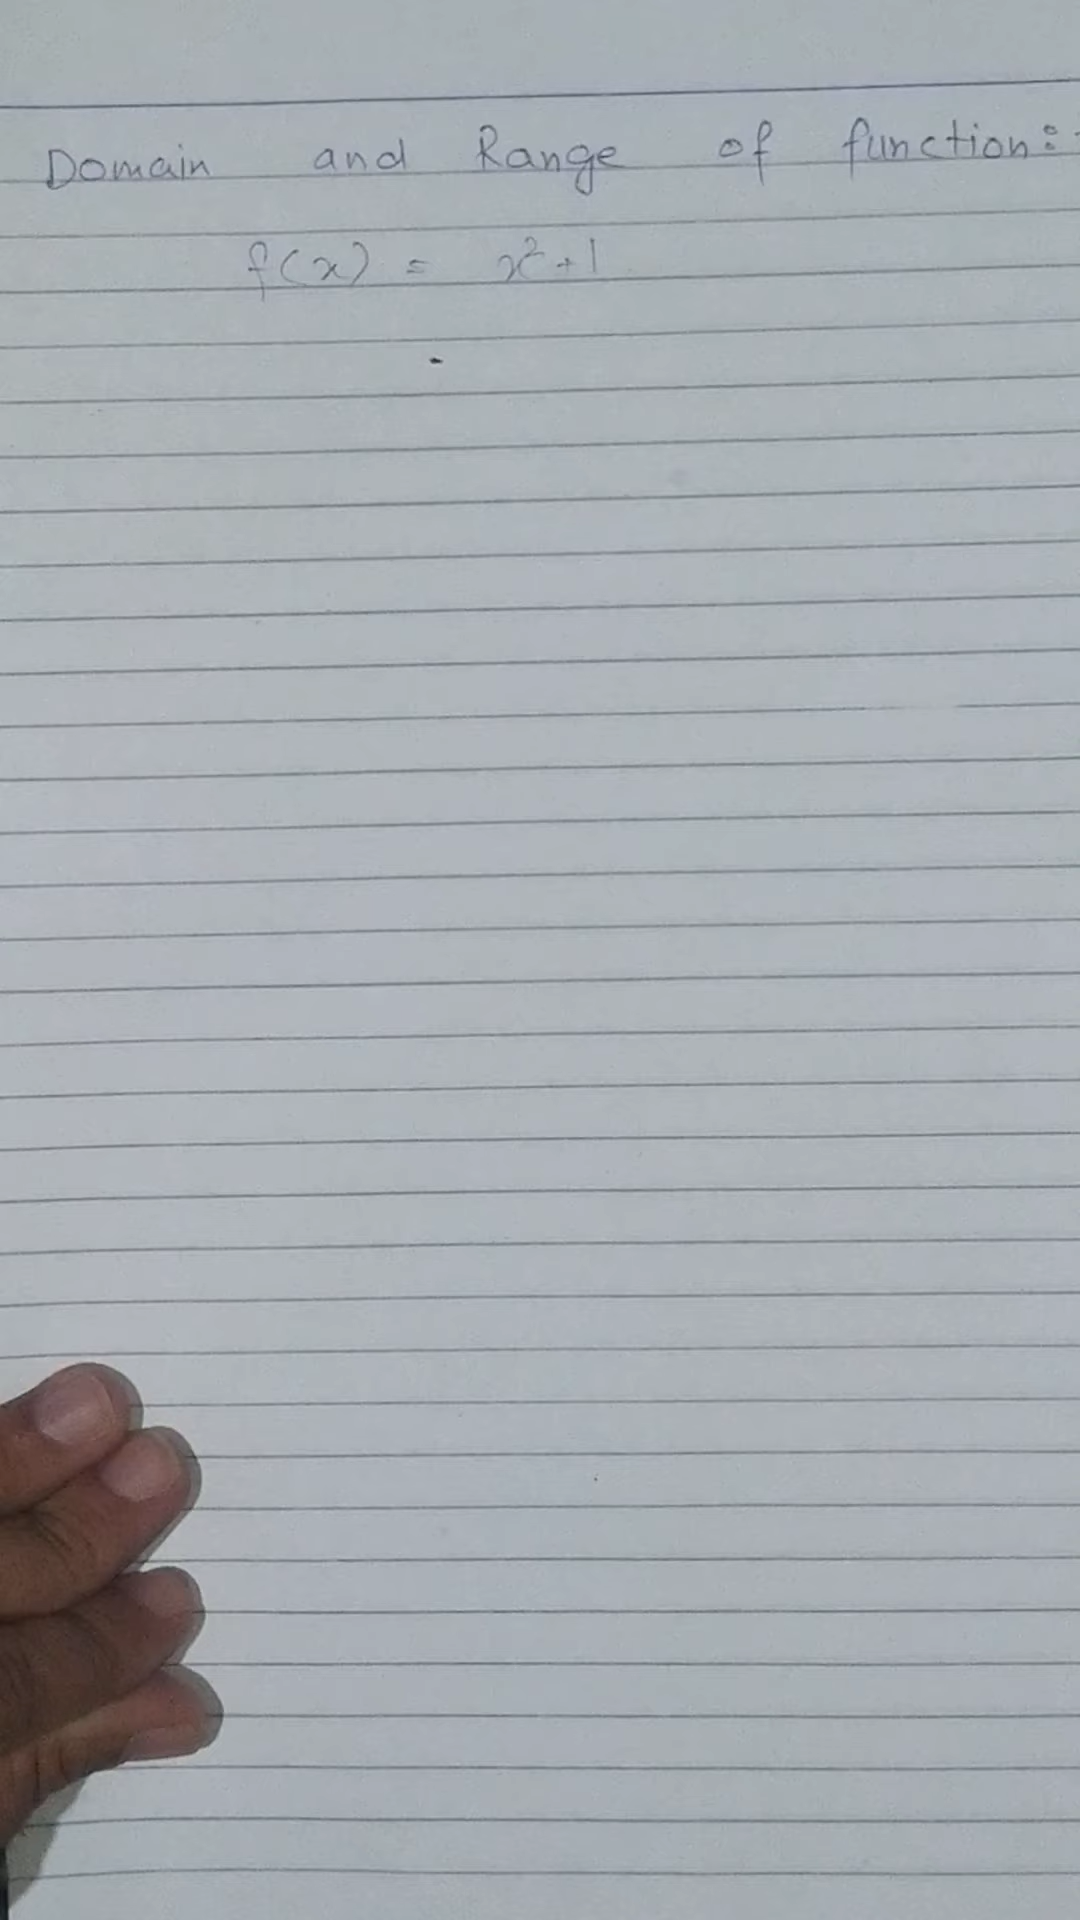 Domain and Range of function:-
f(x) = x²+1